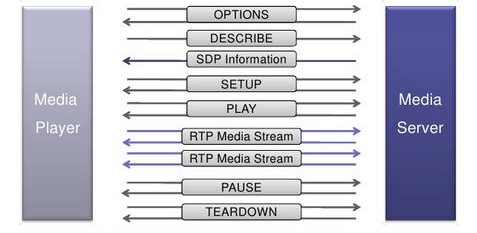 OPTIONS
DESCRIBE
SDP Information
SETUP
PLAY
RTP Media Stream
RTP Media Stream
PAUSE
TEARDOWN
Media
Player
Media
Server